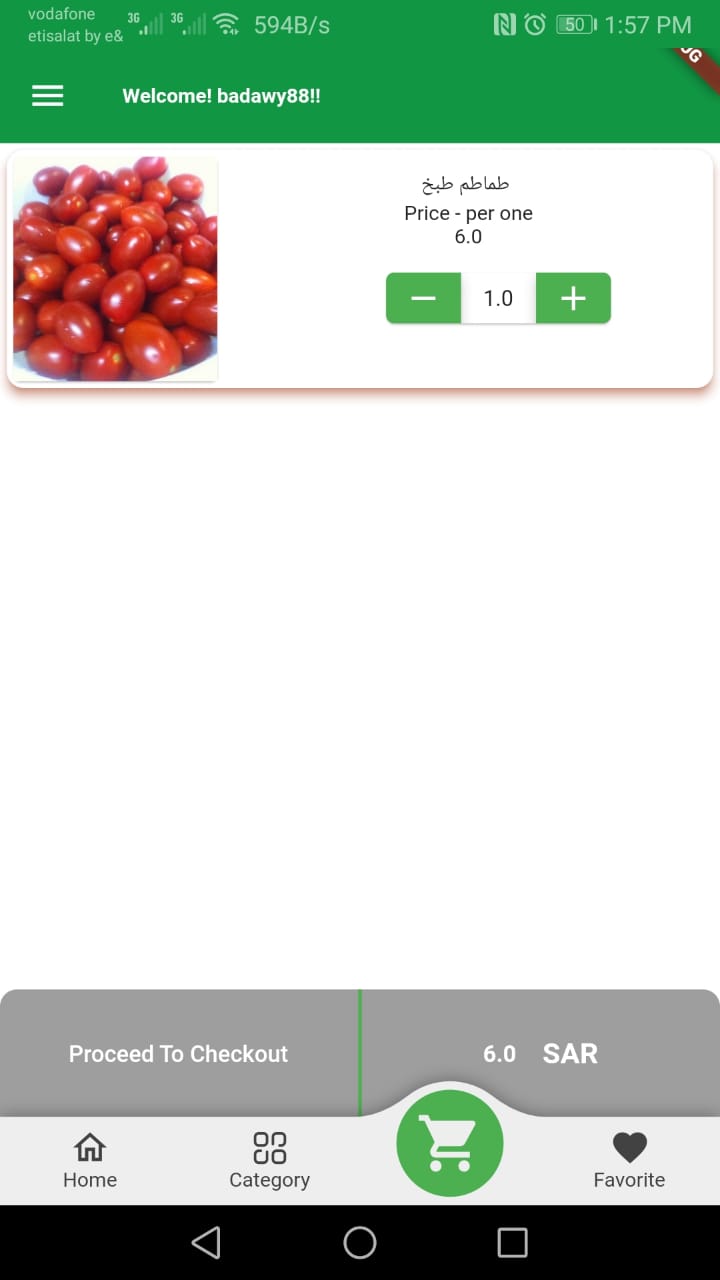 vodafone
etisalat by e&
3G
3G
594B/s
50
1:57 PM
Welcome! badawy88!!
طماطم طبخ
Price - per one
6.0
1.0
Proceed To Checkout
6.0 SAR
Home
Category
Favorite